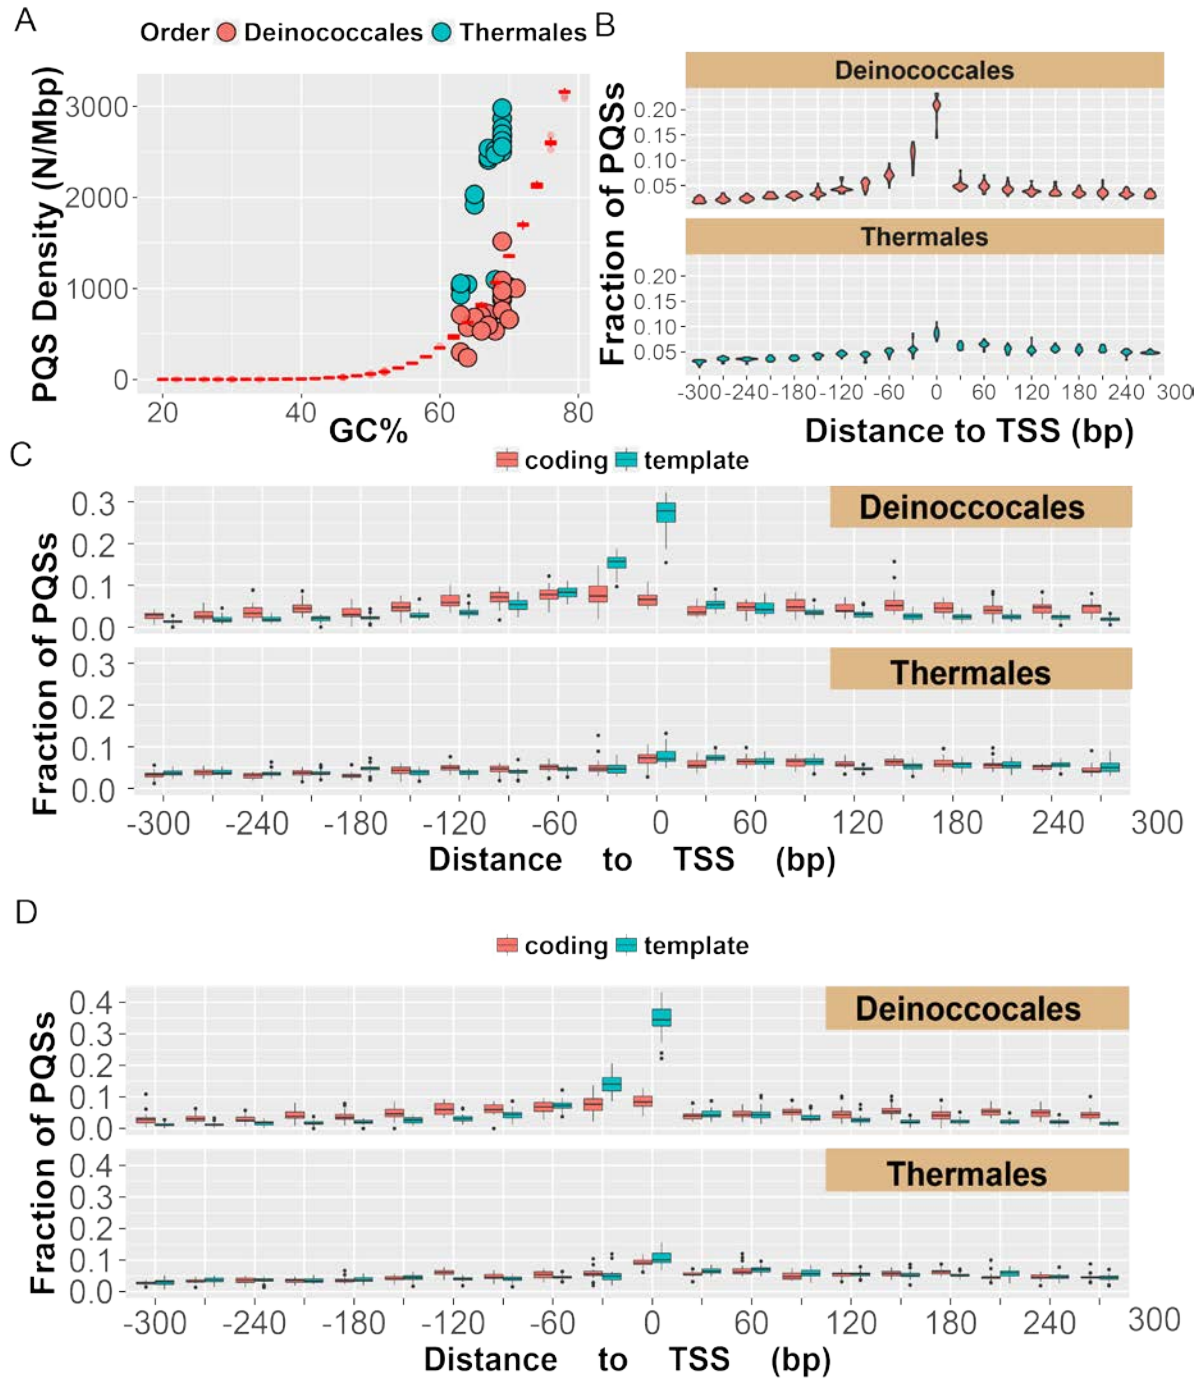 A
Order Deinococcales Thermales
PQS Density (N/Mbp)
3000
2000
1000
0
20 40 60 80
GC%
B
Deinococcales
Fraction of PQSs
0.20
0.15
0.10
0.05
Thermales
0.20
0.15
0.10
0.05
-300 -240 -180 -120 -60 0 60 120 180 240 300
Distance to TSS (bp)
C
coding template
Deinoccocales
Fraction of PQSs
0.3
0.2
0.1
0.0
Thermales
0.3
0.2
0.1
0.0
-300 -240 -180 -120 -60 0 60 120 180 240 300
Distance to TSS (bp)
D
coding template
Deinoccocales
Fraction of PQSs
0.4
0.3
0.2
0.1
0.0
Thermales
0.4
0.3
0.2
0.1
0.0
-300 -240 -180 -120 -60 0 60 120 180 240 300
Distance to TSS (bp)